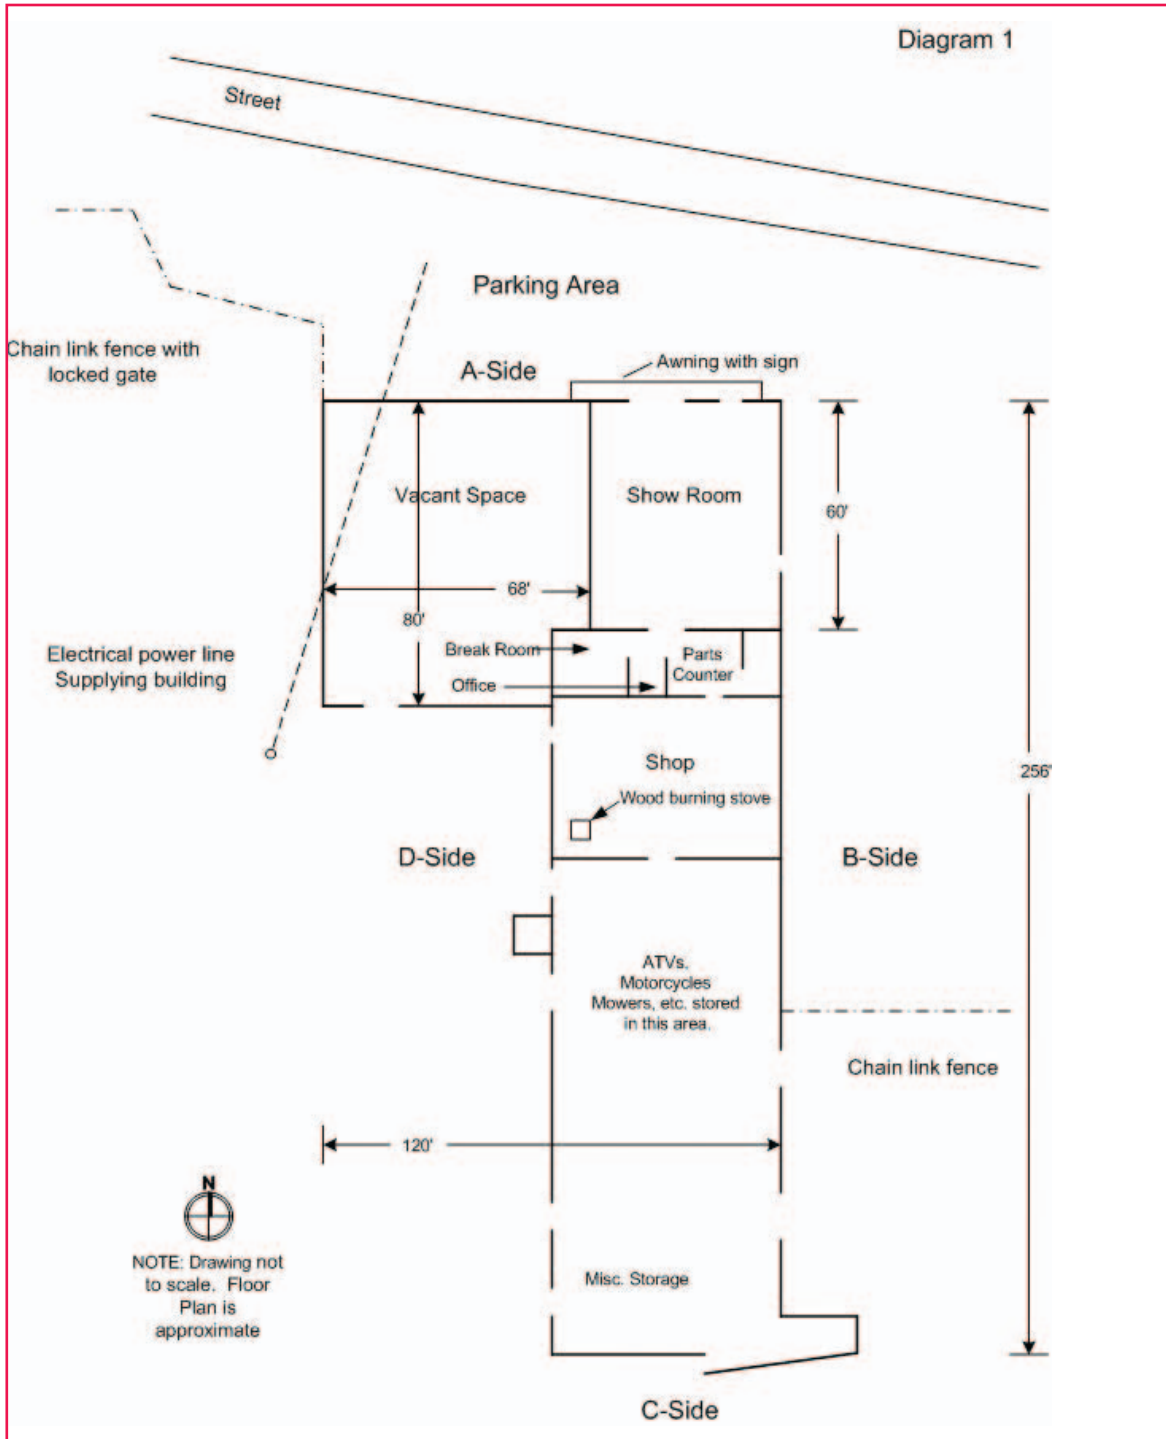 Diagram 1
Street
Parking Area
Chain link fence with
locked gate
A-Side
Awning with sign
Vacant Space
Show Room
60'
68'
80'
Break Room
Parts
Counter
Office
Electrical power line
Supplying building
Shop
256'
Wood burning stove
D-Side
B-Side
ATVs.
Motorcycles
Mowers, etc. stored
in this area.
Chain link fence
120'
N
NOTE: Drawing not
to scale. Floor
Plan is
approximate
Misc. Storage
C-Side